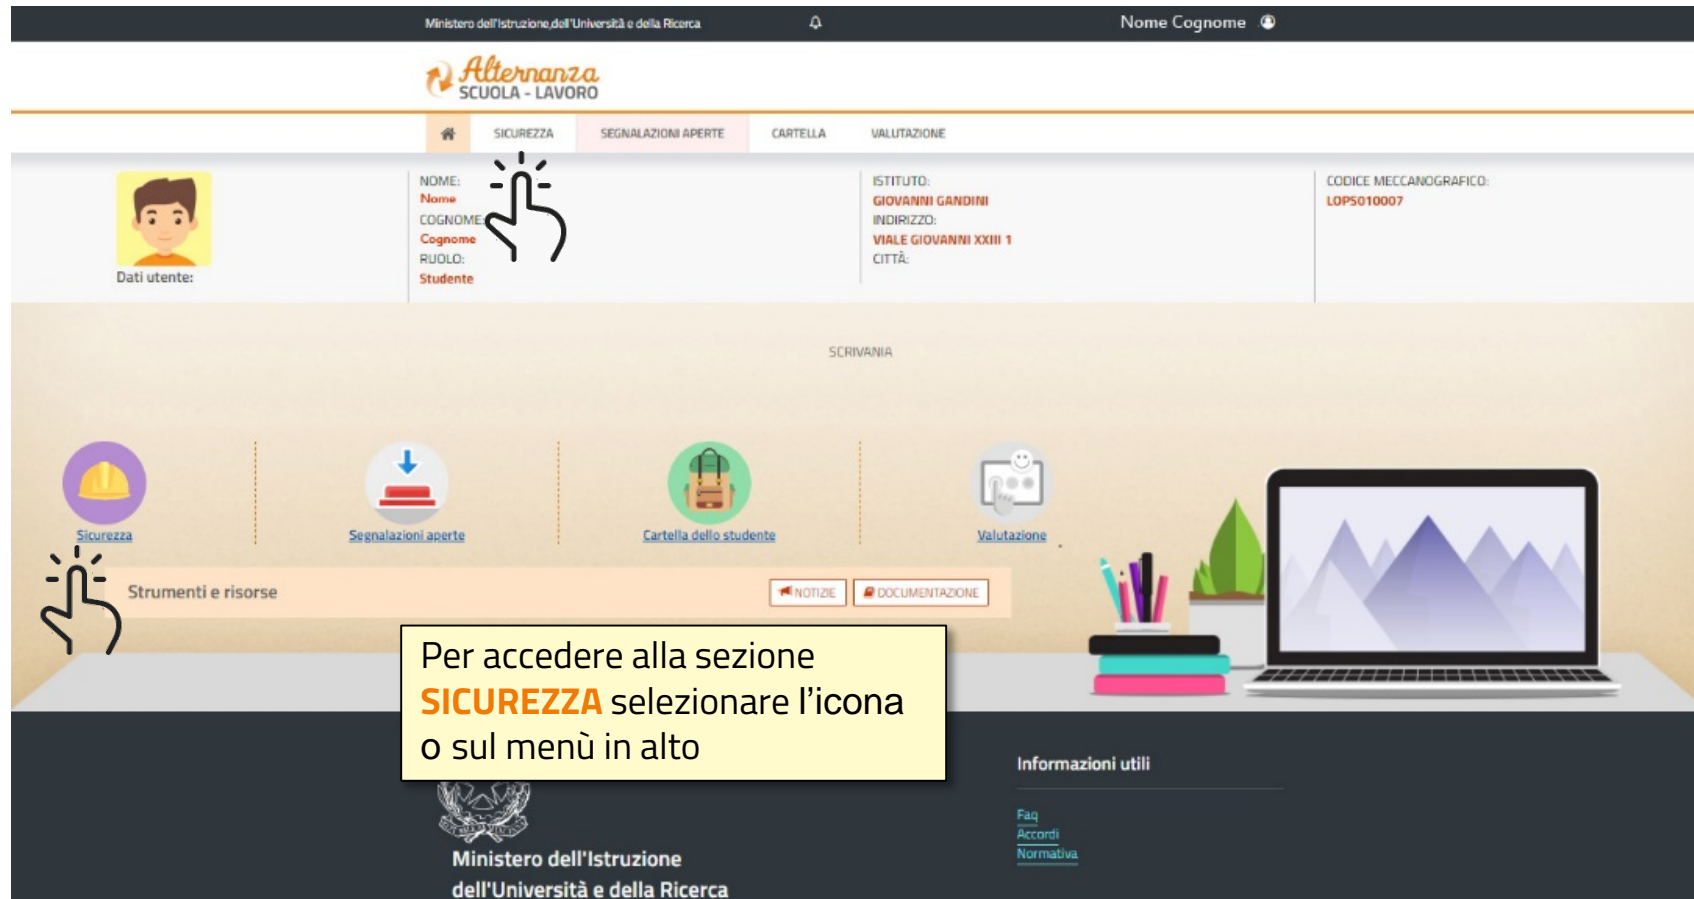 Ministero dell'Istruzione,dell'Università e della Ricerca
Nome Cognome
Alternanza
SCUOLA - LAVORO
SICUREZZA
SEGNALAZIONI APERTE
CARTELLA
VALUTAZIONE
Dati utente:
NOME:
Nome
COGNOME:
Cognome
RUOLO:
Studente
ISTITUTO:
GIOVANNI GANDINI
INDIRIZZO:
VIALE GIOVANNI XXIII 1
CITTÀ:
CODICE MECCANOGRAFICO:
LOPS010007
SCRIVANIA
Sicurezza
Segnalazioni aperte
Cartella dello studente
Valutazione
Strumenti e risorse
NOTIZIE
DOCUMENTAZIONE
Per accedere alla sezione
SICUREZZA selezionare l’icona
o sul menù in alto
Ministero dell'Istruzione
dell'Università e della Ricerca
Informazioni utili
Faq
Accordi
Normativa